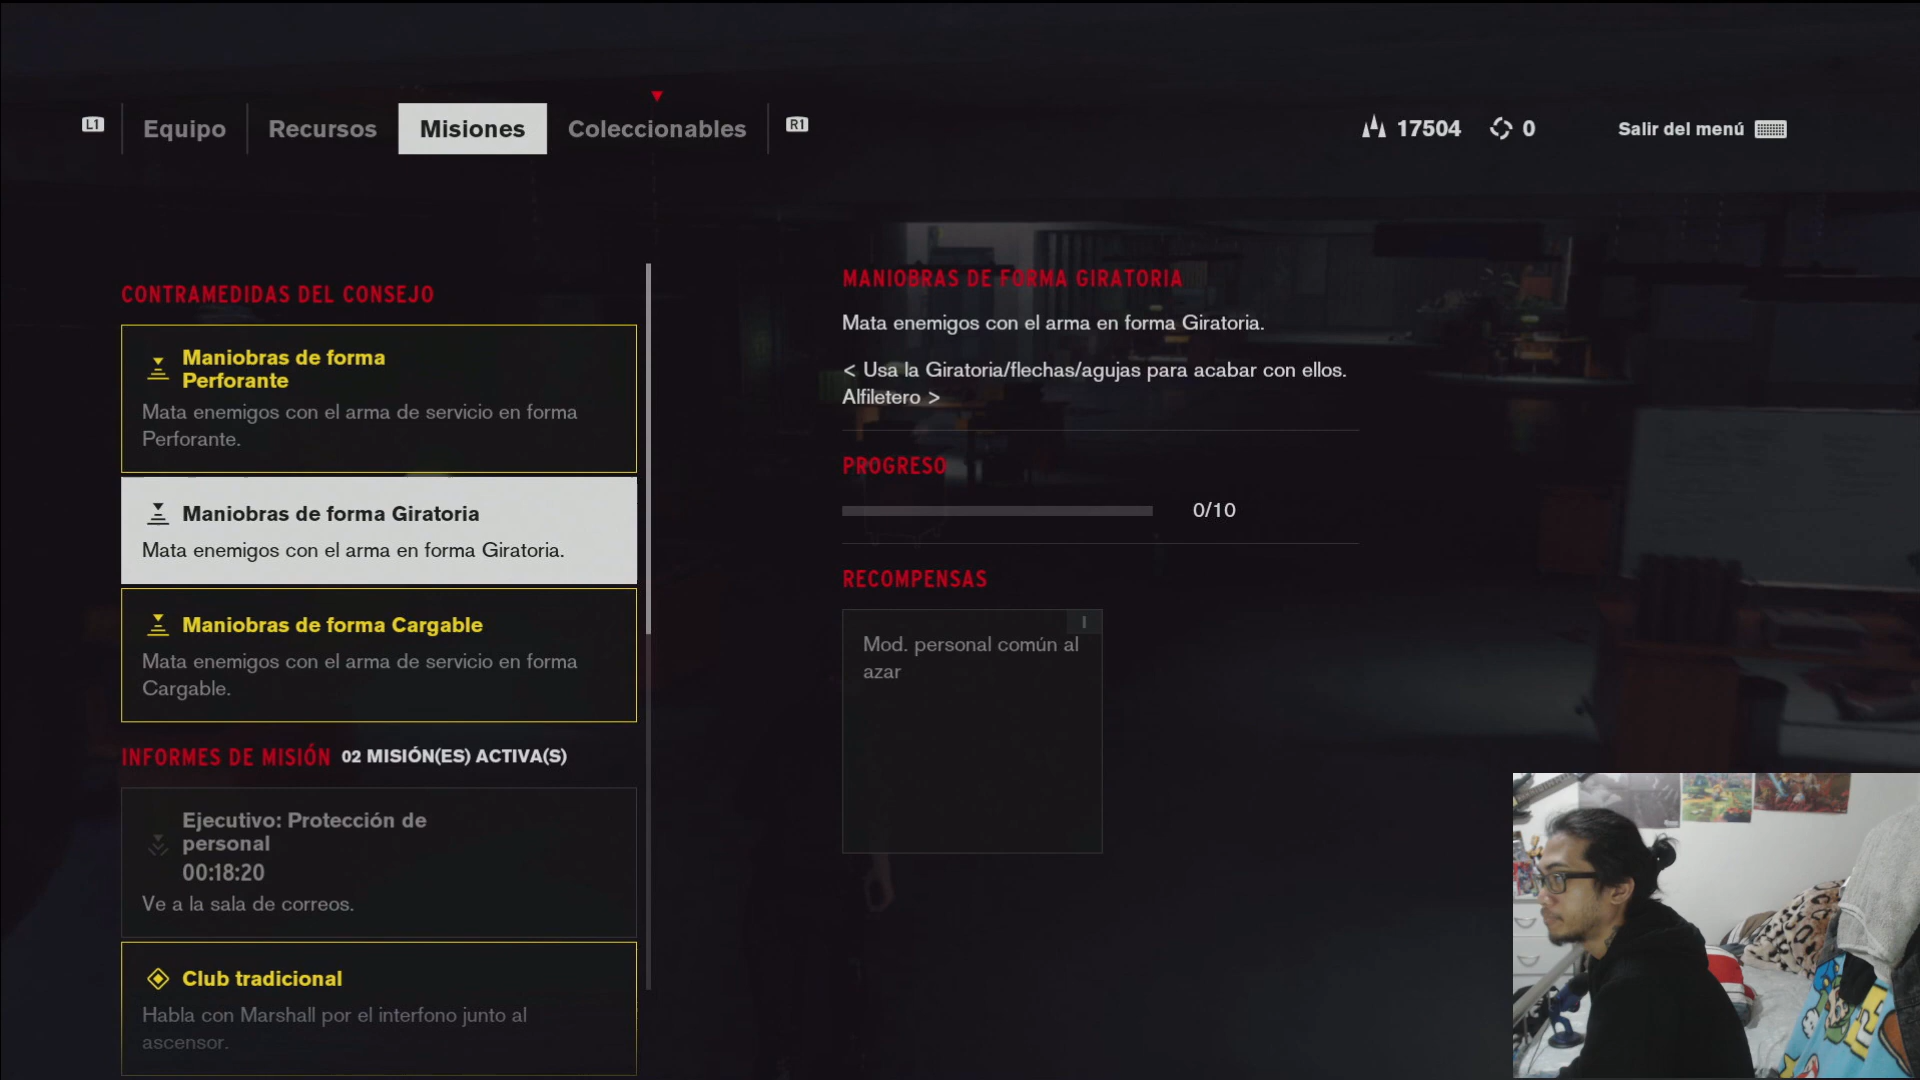 L1
Equipo
Recursos
Misiones
Coleccionables
R1
17504
0
Salir del menú
CONTRAMEDIDAS DEL CONSEJO
Maniobras de forma
Perforante
Mata enemigos con el arma de servicio en forma
Perforante.
Maniobras de forma Giratoria
Mata enemigos con el arma en forma Giratoria.
Maniobras de forma Cargable
Mata enemigos con el arma de servicio en forma
Cargable.
INFORMES DE MISIÓN 02 MISIÓN(ES) ACTIVA(S)
Ejecutivo: Protección de
personal
00:18:20
Ve a la sala de correos.
Club tradicional
Habla con Marshall por el interfono junto al
ascensor.
MANIOBRAS DE FORMA GIRATORIA
Mata enemigos con el arma en forma Giratoria.
< Usa la Giratoria/flechas/agujas para acabar con ellos.
Alfiletero >
PROGRESO
0/10
RECOMPENSAS
I
Mod. personal común al
azar